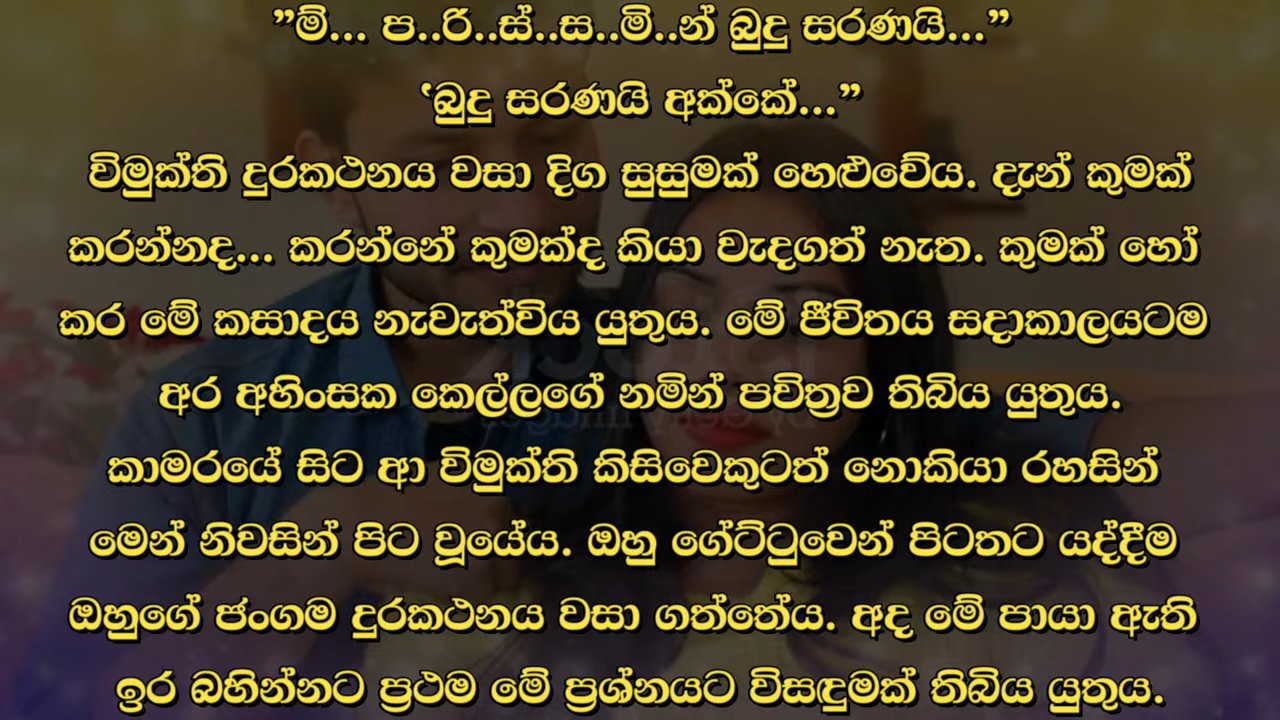 ”ම්... ප..රි..ස්..ස..මි..න් බුදු සරණයි...”
‛බුදු සරණයි අක්කේ...”
විමුක්ති දුරකථනය වසා දිග සුසුමක් හෙළුවේය. දැන් කුමක්
කරන්නද... කරන්නේ කුමක්ද කියා වැදගත් නැත. කුමක් හෝ
කර මේ කසාදය නැවැත්විය යුතුය. මේ ජීවිතය සදාකාලයටම
අර අහිංසක කෙල්ලගේ නමින් පවිත්‍රව තිබිය යුතුය.
කාමරයේ සිට ආ විමුක්ති කිසිවෙකුටත් නොකියා රහසින්
මෙන් නිවසින් පිට වූයේය. ඔහු ගේට්ටුවෙන් පිටතට යද්දීම
ඔහුගේ ජංගම දුරකථනය වසා ගත්තේය. අද මේ පායා ඇති
ඉර බහින්නට ප්‍රථම මේ ප්‍රශ්නයට විසඳුමක් තිබිය යුතුය.